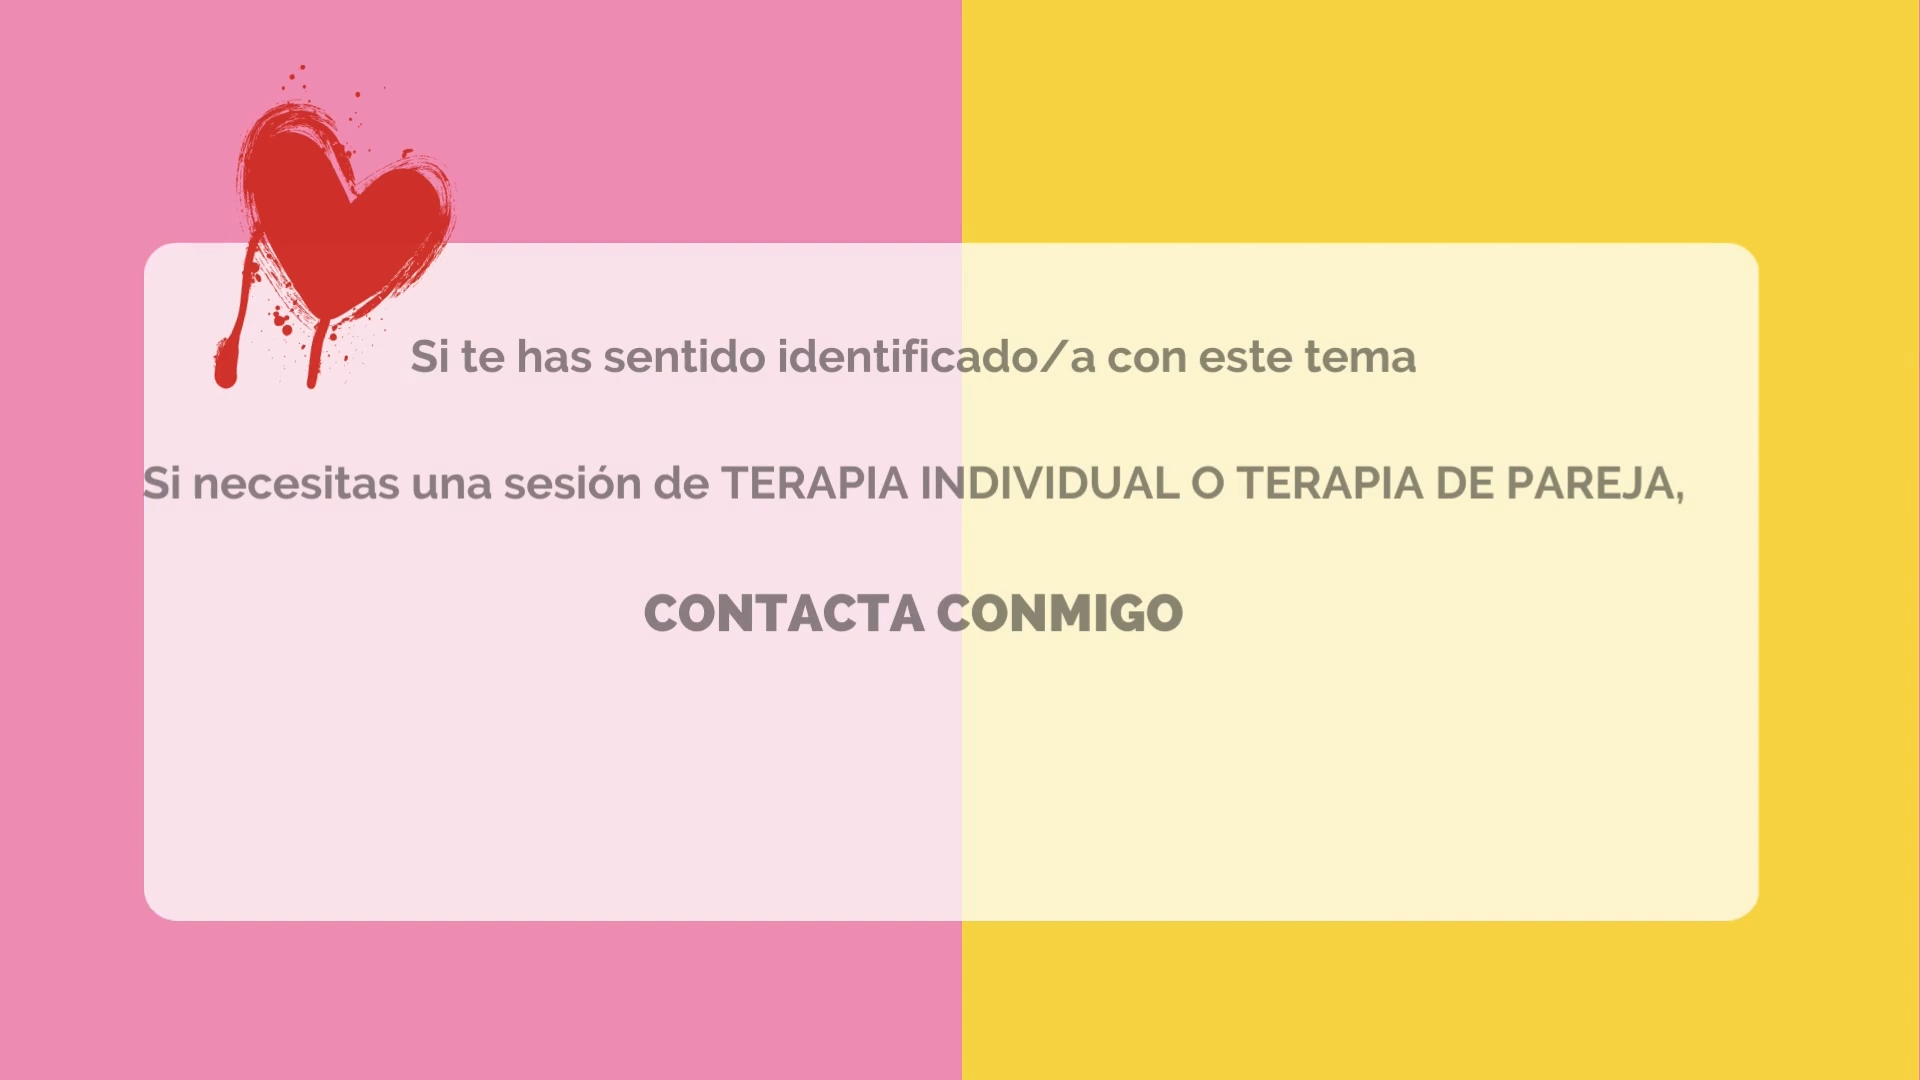 Si te has sentido identificado/a con este tema
Si necesitas una sesión de TERAPIA INDIVIDUAL O TERAPIA DE PAREJA,
CONTACTA CONMIGO